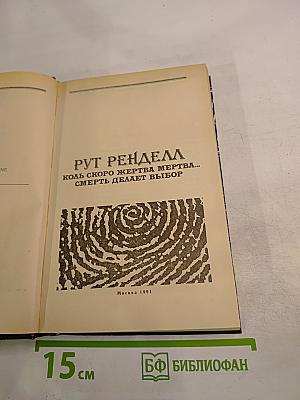 РУТ РЕНДЕЛЛ
КОЛЬ СКОРО ЖЕРТВА МЕРТВА...
СМЕРТЬ ДЕЛАЕТ ВЫБОР
Москва 1991
15 см
БФ БИБЛИОФАН